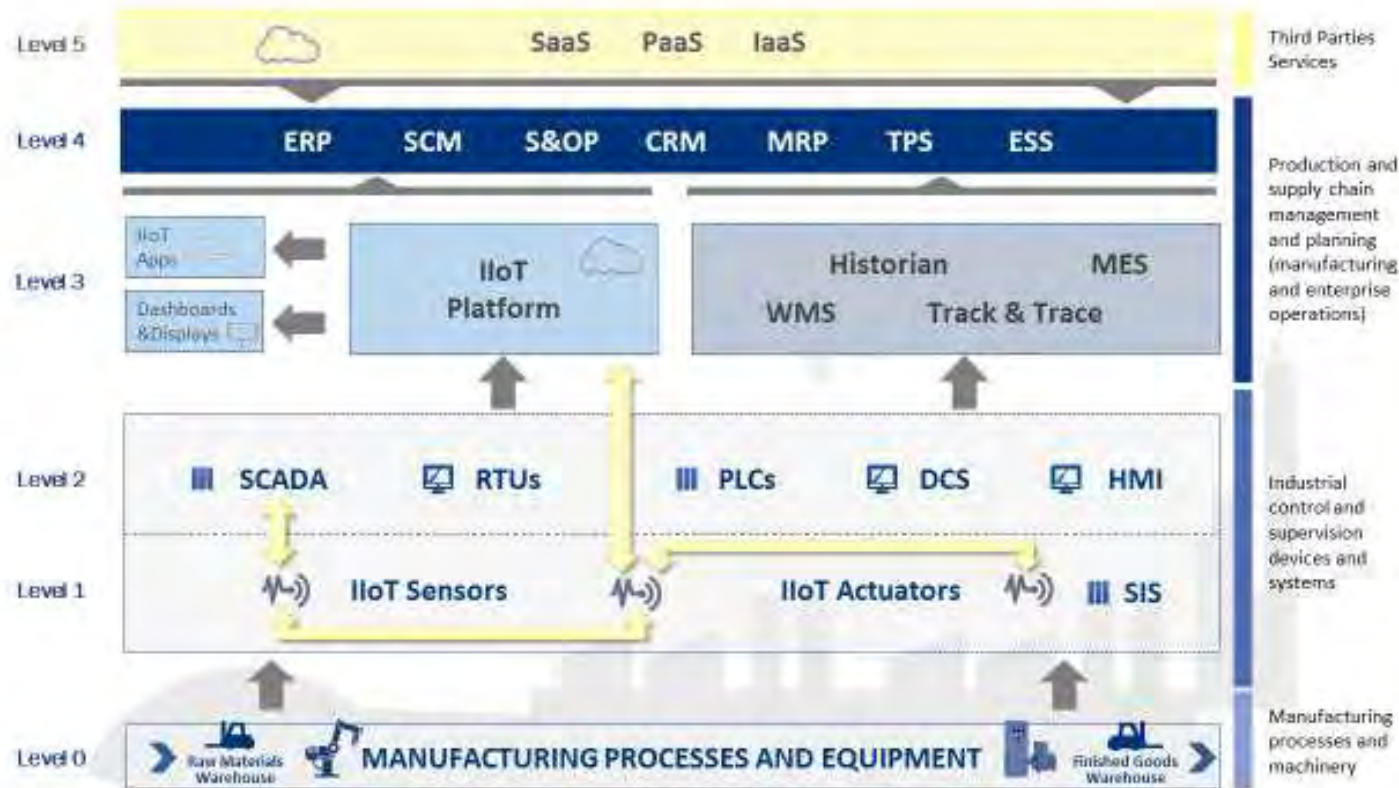 Level 5
SaaS PaaS IaaS
Third Parties
Services
Level 4
ERP SCM S&OP CRM MRP TPS ESS
Production and
supply chain
management
and planning
(manufacturing
and enterprise
operations)
Level 3
IIoT
Apps
Dashboards
&Displays
IIoT
Platform
Historian MES
WMS Track & Trace
Level 2
SCADA RTUs PLCs DCS HMI
Industrial
control and
supervision
devices and
systems
Level 1
IIoT Sensors IIoT Actuators SIS
Level 0
Raw Materials
Warehouse
MANUFACTURING PROCESSES AND EQUIPMENT
Finished Goods
Warehouse
Manufacturing
processes and
machinery